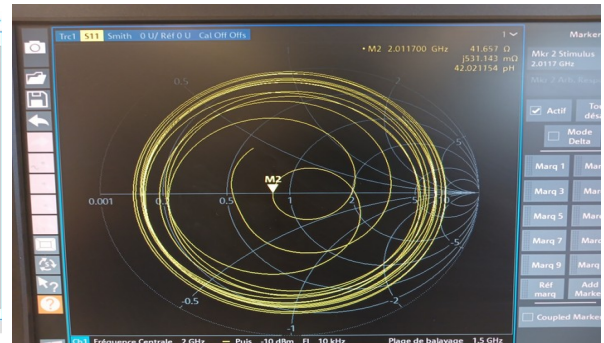 Trc1 S11 Smith 0 U/ Réf 0 U Cal Off Offs
1
• M2 2.011700 GHz 41.657 Ω
j531.143 mΩ
42.021154 pH
Marker
Mkr 2 Stimulus
2.0117 GHz
Actif
Mode
Delta
Marq 1
Marq 3
Marq 5
Marq 7
Marq 9
Réf
marq
Add
Marke
Coupled Marker
0.5
5
M2
0.001
0.5
1
2
5
-5
-0.5
-2
-1
Ch1 Fréquence Centrale 2 GHz Puis -10 dBm FI 10 kHz Plage de balayage 1.5 GHz